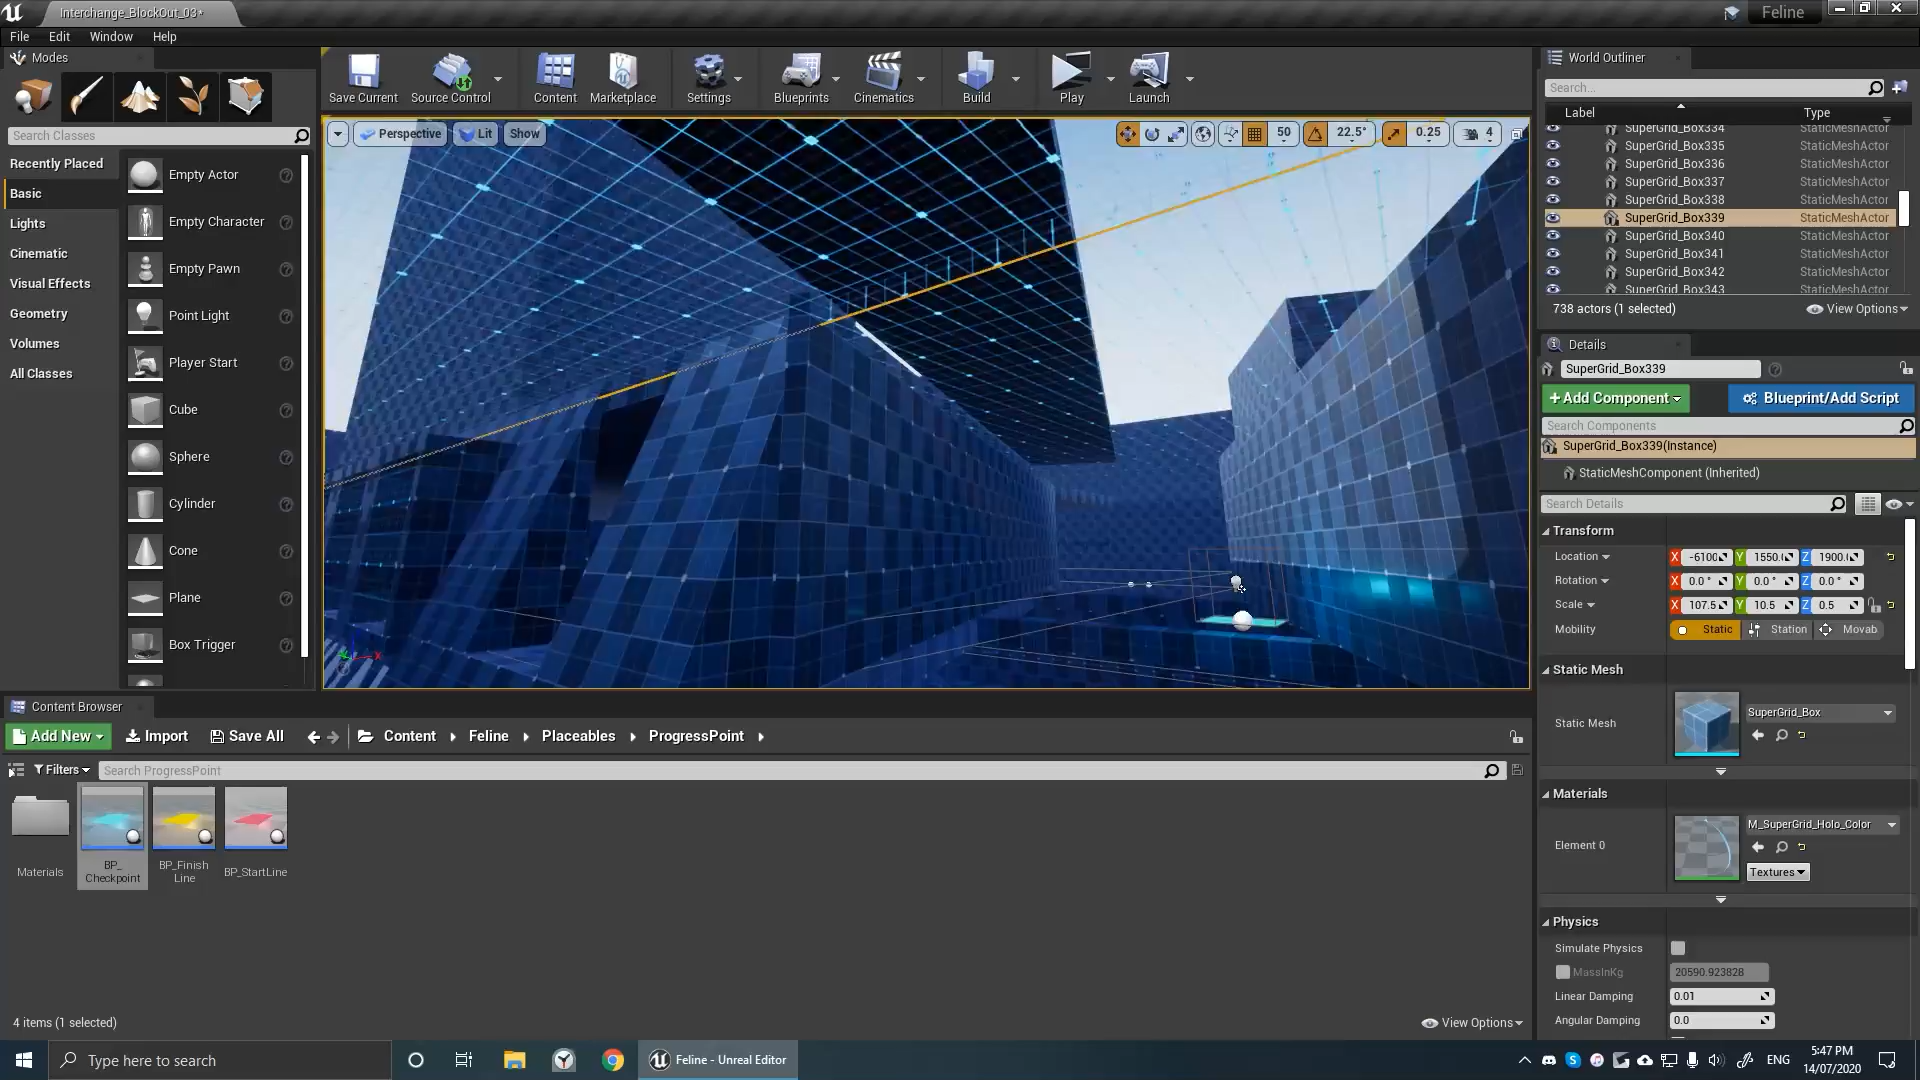 Interchange_BlockOut_03*
Feline
File Edit Window Help
Modes
Search Classes
Recently Placed
Basic
Lights
Cinematic
Visual Effects
Geometry
Volumes
All Classes
Empty Actor
Empty Character
Empty Pawn
Point Light
Player Start
Cube
Sphere
Cylinder
Cone
Plane
Box Trigger
Save Current Source Control Content Marketplace Settings Blueprints Cinematics Build Play Launch
Perspective Lit Show
50 22.5° 0.25 4
World Outliner
Search...
Label Type
SuperGrid_Box334 StaticMeshActor
SuperGrid_Box335 StaticMeshActor
SuperGrid_Box336 StaticMeshActor
SuperGrid_Box337 StaticMeshActor
SuperGrid_Box338 StaticMeshActor
SuperGrid_Box339 StaticMeshActor
SuperGrid_Box340 StaticMeshActor
SuperGrid_Box341 StaticMeshActor
SuperGrid_Box342 StaticMeshActor
SuperGrid_Box343 StaticMeshActor
738 actors (1 selected) View Options
Details
SuperGrid_Box339
+Add Component Blueprint/Add Script
Search Components
SuperGrid_Box339(Instance)
StaticMeshComponent (Inherited)
Search Details
Transform
Location X -6100 Y 1550.( Z 1900.(
Rotation X 0.0 ° Y 0.0 ° Z 0.0 °
Scale X 107.5 Y 10.5 Z 0.5
Mobility Static Station Movab
Static Mesh
Static Mesh SuperGrid_Box
Materials
Element 0 M_SuperGrid_Holo_Color
Textures
Physics
Simulate Physics
MassInKg 20590.923828
Linear Damping 0.01
Angular Damping 0.0
Content Browser
Add New Import Save All Content Feline Placeables ProgressPoint
Filters Search ProgressPoint
Materials
BP_
Checkpoint
BP_Finish
Line
BP_StartLine
4 items (1 selected) View Options
Type here to search
Feline - Unreal Editor
ENG
5:47 PM
14/07/2020